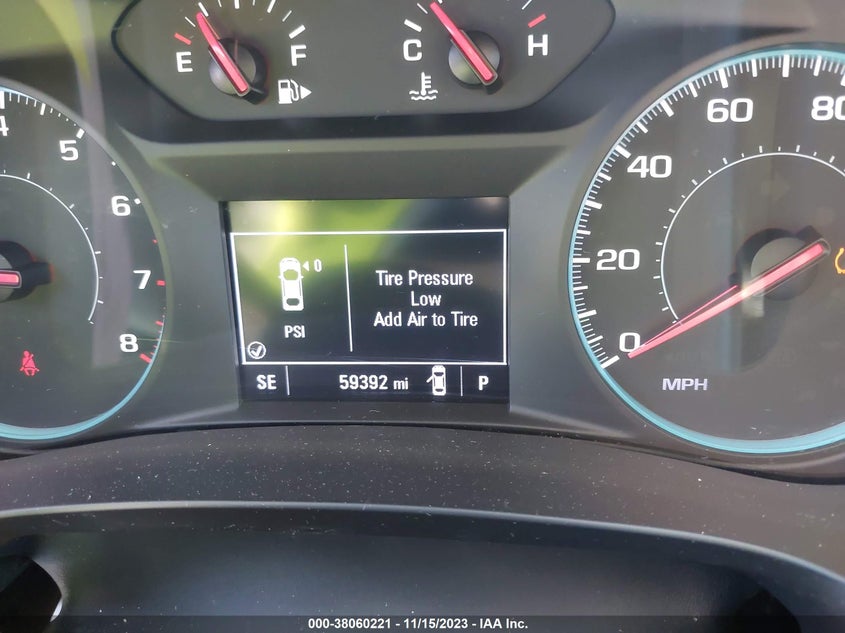 E
F
C
H
4
5
6
7
8
0
20
40
60
80
MPH
0
PSI
Tire Pressure
Low
Add Air to Tire
SE
59392 mi
P
000-38060221 - 11/15/2023 - IAA Inc.